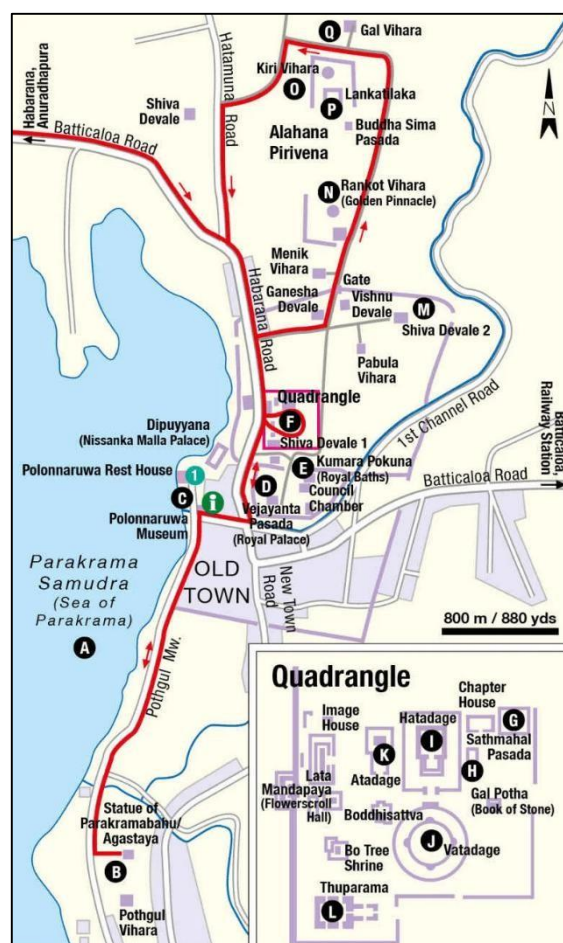 Q
Gal Vihara
Kiri Vihara
O
Lankatilaka
P
Buddha Sima
Pasada
Alahana
Pirivena
Habarana,
Anuradhapura
Hatamuna
Road
Shiva
Devale
Batticaloa Road
N
Rankot Vihara
(Golden Pinnacle)
Menik
Vihara
Gate
Ganesha
Devale
Vishnu
Devale
M
Shiva Devale 2
Habarana
Road
Pabula
Vihara
Quadrangle
F
Shiva Devale 1
1st Channel Road
Dipuyyana
(Nissanka Malla Palace)
Polonnaruwa Rest House
1
C
i
Polonnaruwa
Museum
E
Kumara Pokuna
(Royal Baths)
Council
Chamber
D
Vejayanta
Pasada
(Royal Palace)
Batticaloa Road
Batticaloa,
Railway Station
OLD
TOWN
New Town
Road
Parakrama
Samudra
(Sea of
Parakrama)
A
Pothgul Mw.
800 m / 880 yds
Statue of
Parakramabahu/
Agastaya
B
Pothgul
Vihara
Quadrangle
Image
House
Hatadage
I
Chapter
House
G
Sathmahal
Pasada
K
Atadage
H
Lata
Mandapaya
(Flowerscroll
Hall)
Gal Potha
(Book of Stone)
Boddhisattva
J
Vatadage
Bo Tree
Shrine
Thuparama
L